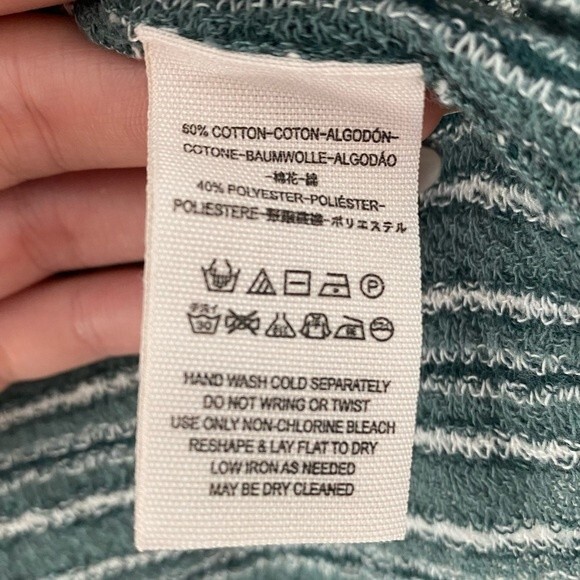 60% COTTON-COTON-ALGODÓN-
COTONE-BAUMWOLLE-ALGODÃO
-綿花-綿
40% POLYESTER-POLIÉSTER-
POLIESTERE-聚酯纖維-ポリエステル
P
30
HAND WASH COLD SEPARATELY
DO NOT WRING OR TWIST
USE ONLY NON-CHLORINE BLEACH
RESHAPE & LAY FLAT TO DRY
LOW IRON AS NEEDED
MAY BE DRY CLEANED